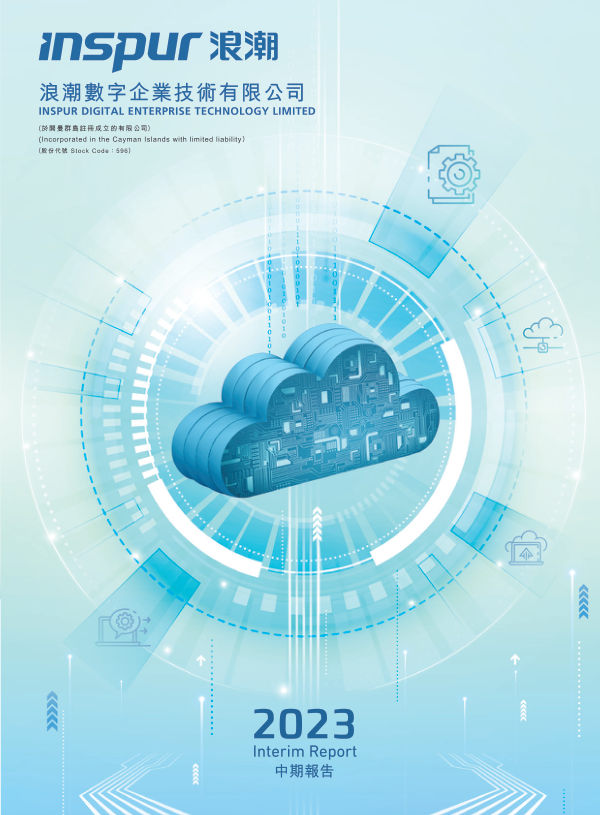 inspur 浪潮
浪潮數字企業技術有限公司
INSPUR DIGITAL ENTERPRISE TECHNOLOGY LIMITED
(於開曼群島註冊成立的有限公司)
(Incorporated in the Cayman Islands with limited liability)
(股份代號 Stock Code：596)
2023
Interim Report
中期報告